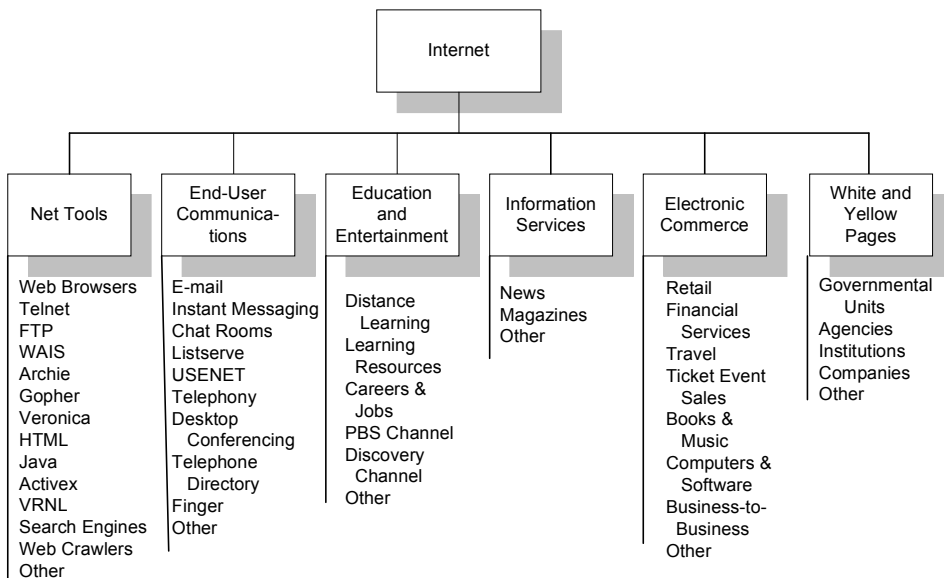 Internet
Net Tools
Web Browsers
Telnet
FTP
WAIS
Archie
Gopher
Veronica
HTML
Java
Activex
VRNL
Search Engines
Web Crawlers
Other
End-User
Communica-
tions
E-mail
Instant Messaging
Chat Rooms
Listserve
USENET
Telephony
Desktop
Conferencing
Telephone
Directory
Finger
Other
Education
and
Entertainment
Distance
Learning
Learning
Resources
Careers &
Jobs
PBS Channel
Discovery
Channel
Other
Information
Services
News
Magazines
Other
Electronic
Commerce
Retail
Financial
Services
Travel
Ticket Event
Sales
Books &
Music
Computers &
Software
Business-to-
Business
Other
White and
Yellow
Pages
Governmental
Units
Agencies
Institutions
Companies
Other